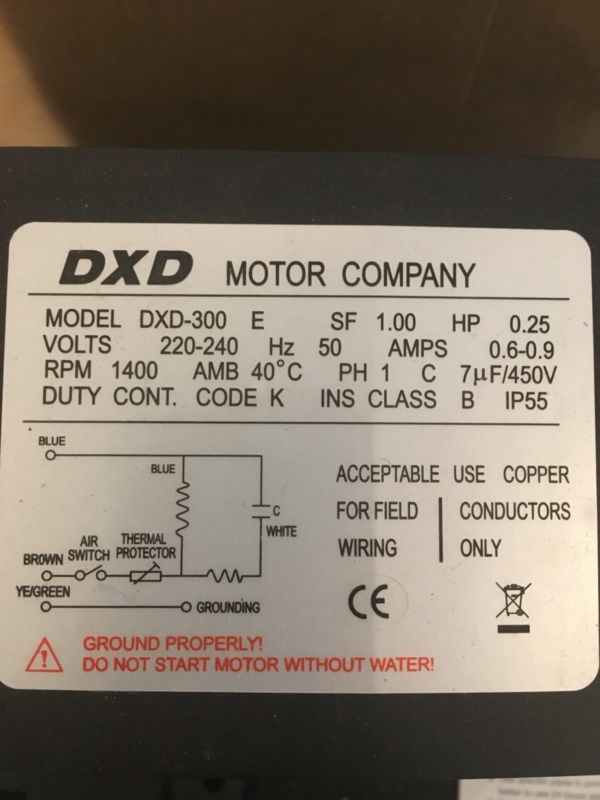 DXD MOTOR COMPANY
MODEL DXD-300 E SF 1.00 HP 0.25
VOLTS 220-240 Hz 50 AMPS 0.6-0.9
RPM 1400 AMB 40°C PH 1 C 7µF/450V
DUTY CONT. CODE K INS CLASS B IP55
BLUE
BLUE
C
WHITE
AIR SWITCH
THERMAL PROTECTOR
BROWN
YE/GREEN
GROUNDING
ACCEPTABLE USE COPPER
FOR FIELD CONDUCTORS
WIRING ONLY
CE
GROUND PROPERLY!
DO NOT START MOTOR WITHOUT WATER!